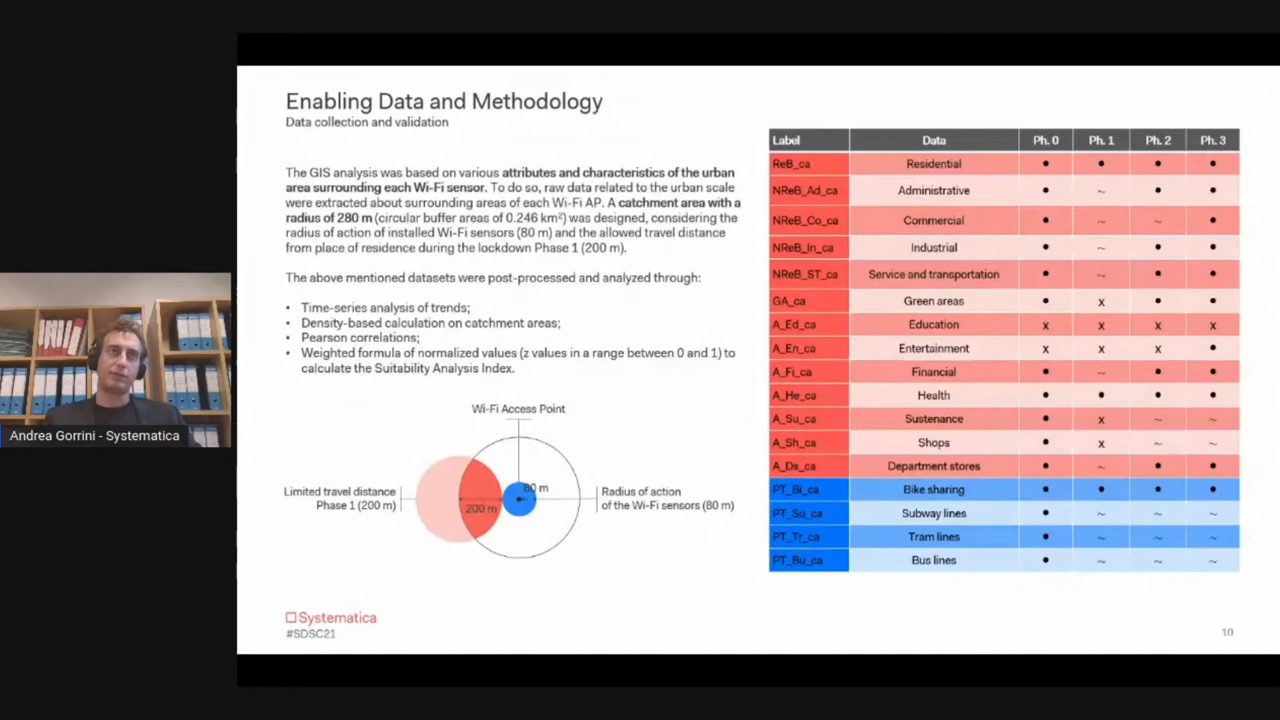 Enabling Data and Methodology
Data collection and validation
The GIS analysis was based on various attributes and characteristics of the urban
area surrounding each Wi-Fi sensor. To do so, raw data related to the urban scale
were extracted about surrounding areas of each Wi-Fi AP. A catchment area with a
radius of 280 m (circular buffer areas of 0.246 km²) was designed, considering the
radius of action of installed Wi-Fi sensors (80 m) and the allowed travel distance
from place of residence during the lockdown Phase 1 (200 m).
The above mentioned datasets were post-processed and analyzed through:
• Time-series analysis of trends;
• Density-based calculation on catchment areas;
• Pearson correlations;
• Weighted formula of normalized values (z values in a range between 0 and 1) to
calculate the Suitability Analysis Index.
Wi-Fi Access Point
80 m
Limited travel distance
Phase 1 (200 m)
200 m
Radius of action
of the Wi-Fi sensors (80 m)
Label Data Ph. 0 Ph. 1 Ph. 2 Ph. 3
ReB_ca Residential • • • •
NReB_Ad_ca Administrative • ~ • •
NReB_Co_ca Commercial • ~ ~ •
NReB_In_ca Industrial • ~ • •
NReB_ST_ca Service and transportation • ~ • •
GA_ca Green areas • x • •
A_Ed_ca Education x x x x
A_En_ca Entertainment x x x •
A_Fi_ca Financial • ~ • •
A_He_ca Health • • • •
A_Su_ca Sustenance • x ~ ~
A_Sh_ca Shops • x ~ ~
A_Ds_ca Department stores • ~ • •
PT_Bi_ca Bike sharing • • • •
PT_Su_ca Subway lines • ~ ~ ~
PT_Tr_ca Tram lines • ~ ~ ~
PT_Bu_ca Bus lines • ~ ~ ~
Systematica
#SDSC21
10
Andrea Gorrini - Systematica